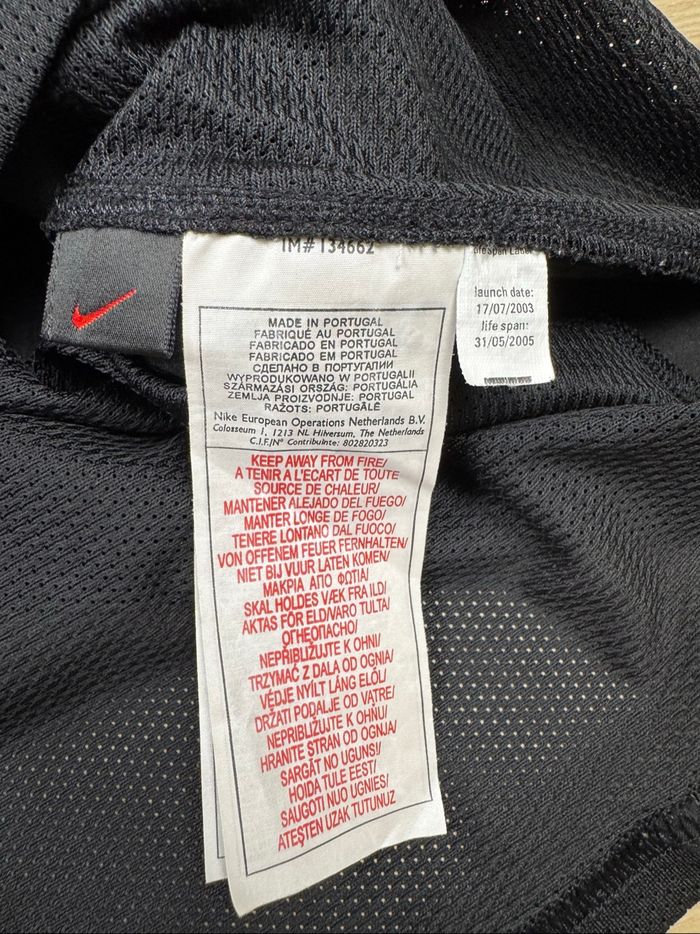 IM#134662
MADE IN PORTUGAL
FABRIQUÉ AU PORTUGAL
FABRICADO EN PORTUGAL
FABRICADO EM PORTUGAL
СДЕЛАНО В ПОРТУГАЛИИ
WYPRODUKOWANO W PORTUGALII
SZÁRMAZÁSI ORSZÁG: PORTUGÁLIA
ZEMLJA PROIZVODNJE: PORTUGAL
RAŽOTS: PORTUGĀLĒ
Nike European Operations Netherlands B.V.
Colosseum 1, 1213 NL Hilversum, The Netherlands
C.I.F./Nº Contribuinte: 802820323
KEEP AWAY FROM FIRE/
A TENIR A L'ECART DE TOUTE
SOURCE DE CHALEUR/
MANTENER ALEJADO DEL FUEGO/
MANTER LONGE DE FOGO/
TENERE LONTANO DAL FUOCO/
VON OFFENEM FEUER FERNHALTEN/
NIET BIJ VUUR LATEN KOMEN/
ΜΑΚΡΙΑ ΑΠΟ ΦΩΤΙΑ/
SKAL HOLDES VÆK FRA ILD/
AKTAS FÖR ELD/VARO TULTA/
ОГНЕОПАСНО/
NEPŘIBLIŽUJTE K OHNI/
TRZYMAĆ Z DALA OD OGNIA/
VÉDJE NYÍLT LÁNG ELŐL/
DRŽATI PODALJE OD VATRE/
NEPRIBLIŽUJTE K OHŇU/
HRANITE STRAN OD OGNJA/
SARGĀT NO UGUNS!/
HOIDA TULE EEST/
SAUGOTI NUO UGNIES/
ATEŞTEN UZAK TUTUNUZ
life span Label
launch date:
17/07/2003
life span:
31/05/2005